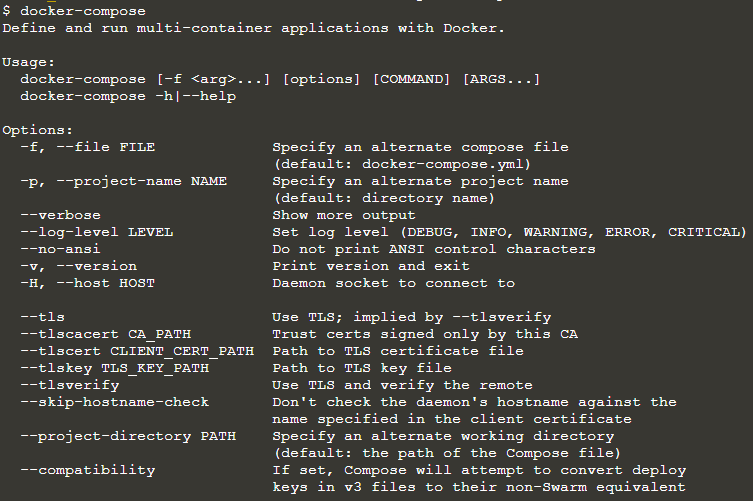 $ docker-compose
Define and run multi-container applications with Docker.

Usage:
  docker-compose [-f <arg>...] [options] [COMMAND] [ARGS...]
  docker-compose -h|--help

Options:
  -f, --file FILE             Specify an alternate compose file
                              (default: docker-compose.yml)
  -p, --project-name NAME     Specify an alternate project name
                              (default: directory name)
  --verbose                   Show more output
  --log-level LEVEL           Set log level (DEBUG, INFO, WARNING, ERROR, CRITICAL)
  --no-ansi                   Do not print ANSI control characters
  -v, --version               Print version and exit
  -H, --host HOST             Daemon socket to connect to

  --tls                       Use TLS; implied by --tlsverify
  --tlscacert CA_PATH         Trust certs signed only by this CA
  --tlscert CLIENT_CERT_PATH  Path to TLS certificate file
  --tlskey TLS_KEY_PATH       Path to TLS key file
  --tlsverify                 Use TLS and verify the remote
  --skip-hostname-check       Don't check the daemon's hostname against the
                              name specified in the client certificate
  --project-directory PATH    Specify an alternate working directory
                              (default: the path of the Compose file)
  --compatibility             If set, Compose will attempt to convert deploy
                              keys in v3 files to their non-Swarm equivalent